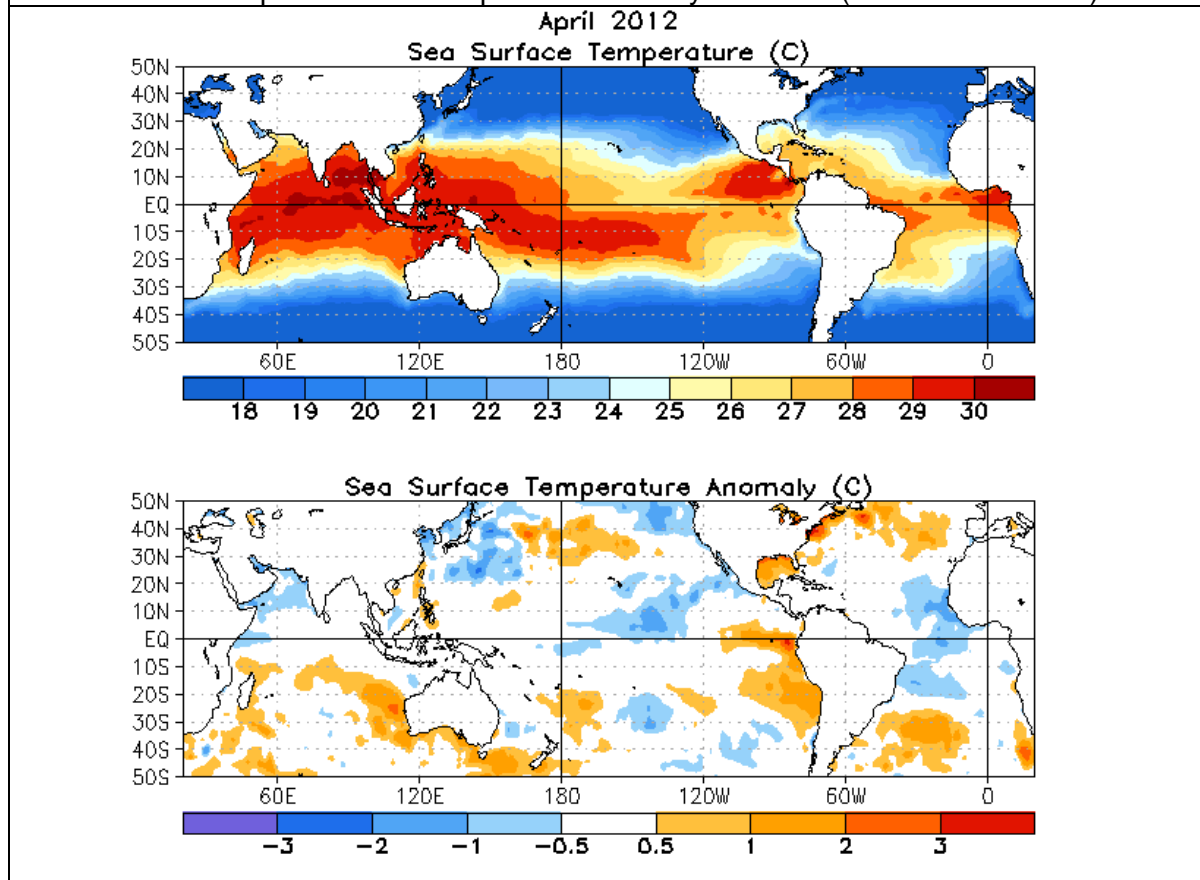 April 2012
Sea Surface Temperature (C)
50N
40N
30N
20N
10N
EQ
10S
20S
30S
40S
50S
60E 120E 180 120W 60W 0
18 19 20 21 22 23 24 25 26 27 28 29 30
Sea Surface Temperature Anomaly (C)
50N
40N
30N
20N
10N
EQ
10S
20S
30S
40S
50S
60E 120E 180 120W 60W 0
-3 -2 -1 -0.5 0.5 1 2 3